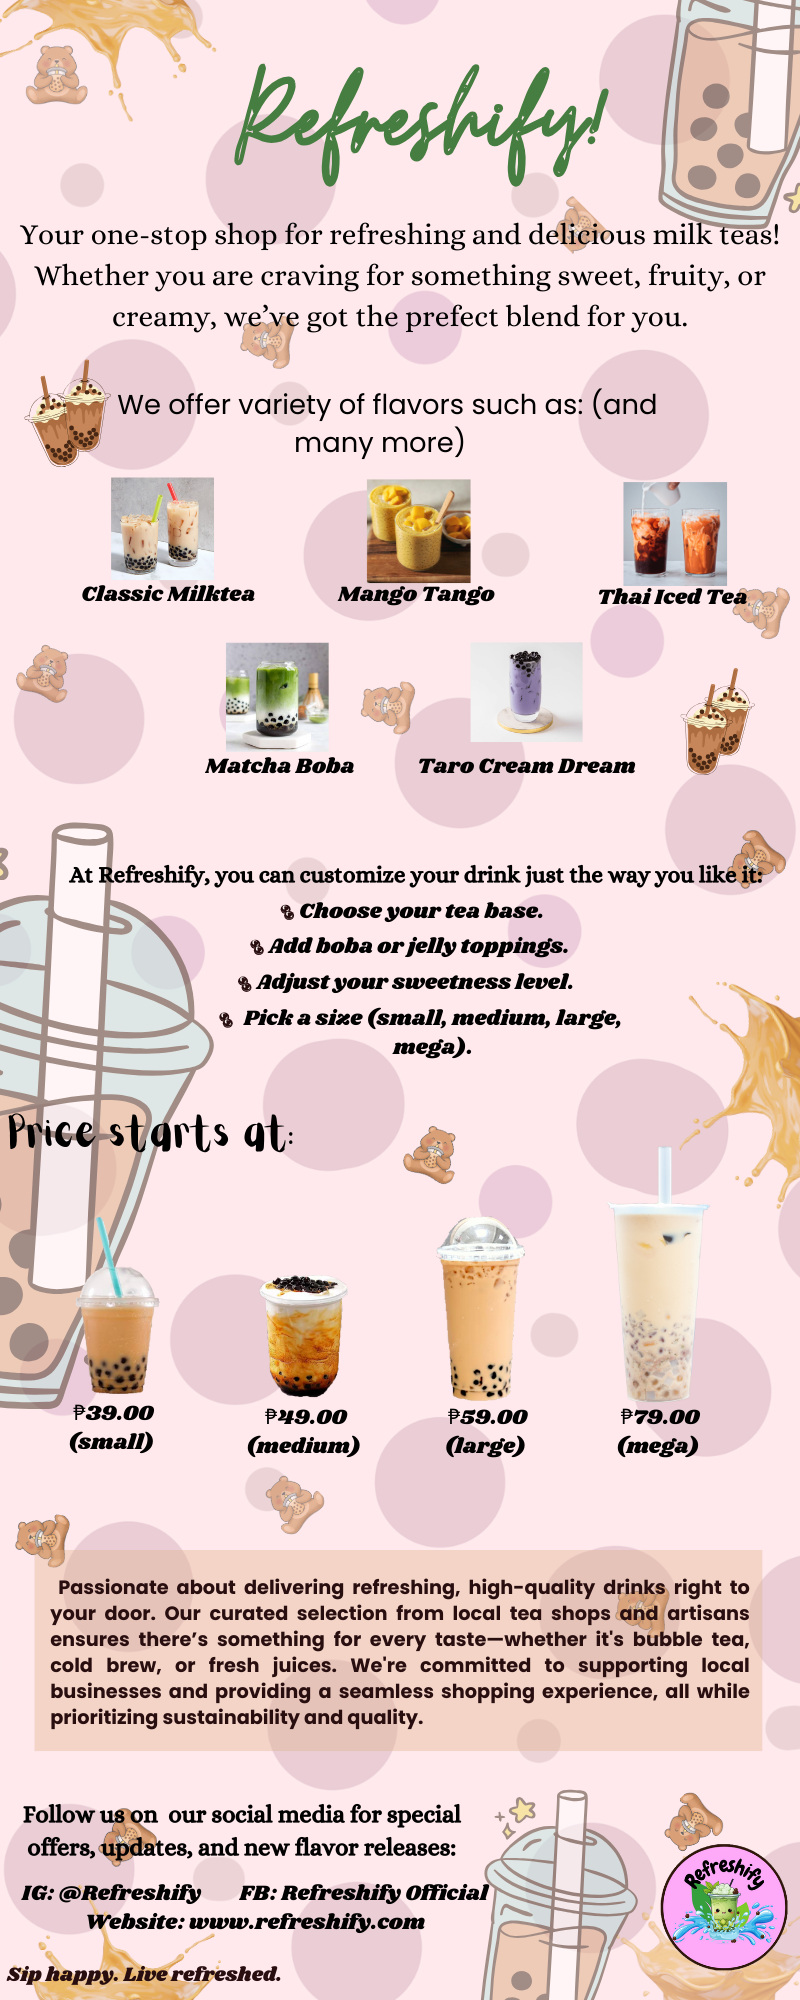 Refreshify!
Your one-stop shop for refreshing and delicious milk teas!
Whether you are craving for something sweet, fruity, or
creamy, we've got the prefect blend for you.
We offer variety of flavors such as: (and
many more)
Classic Milktea
Mango Tango
Thai Iced Tea
Matcha Boba
Taro Cream Dream
At Refreshify, you can customize your drink just the way you like it:
Choose your tea base.
Add boba or jelly toppings.
Adjust your sweetness level.
Pick a size (small, medium, large,
mega).
Price starts at:
₱39.00
(small)
₱49.00
(medium)
₱59.00
(large)
₱79.00
(mega)
Passionate about delivering refreshing, high-quality drinks right to
your door. Our curated selection from local tea shops and artisans
ensures there's something for every taste—whether it's bubble tea,
cold brew, or fresh juices. We're committed to supporting local
businesses and providing a seamless shopping experience, all while
prioritizing sustainability and quality.
Follow us on our social media for special
offers, updates, and new flavor releases:
IG: @Refreshify FB: Refreshify Official
Website: www.refreshify.com
Refreshify
Sip happy. Live refreshed.